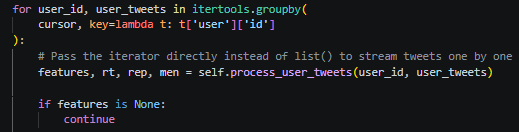 for user_id, user_tweets in itertools.groupby(
    cursor, key=lambda t: t['user']['id']
):
    # Pass the iterator directly instead of list() to stream tweets one by one
    features, rt, rep, men = self.process_user_tweets(user_id, user_tweets)

    if features is None:
        continue